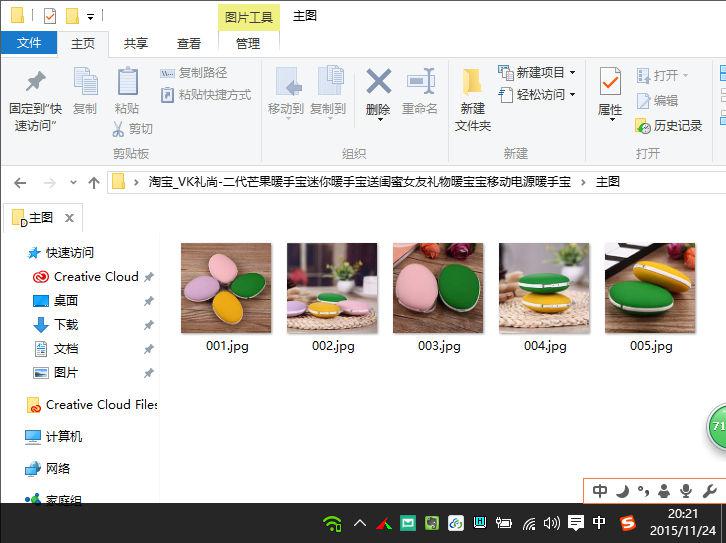 图片工具 主图
文件 主页 共享 查看 管理
固定到"快速访问"
复制
粘贴
复制路径
粘贴快捷方式
剪切
移动到
复制到
删除
重命名
新建
文件夹
新建项目
轻松访问
属性
打开
编辑
历史记录
剪贴板 组织 新建 打开
淘宝_VK礼尚-二代芒果暖手宝迷你暖手宝送闺蜜女友礼物暖宝宝移动电源暖手宝 主图
主图
快速访问
Creative Cloud
桌面
下载
文档
图片
Creative Cloud Files
计算机
网络
家庭组
001.jpg 002.jpg 003.jpg 004.jpg 005.jpg
71
中
中
20:21
2015/11/24